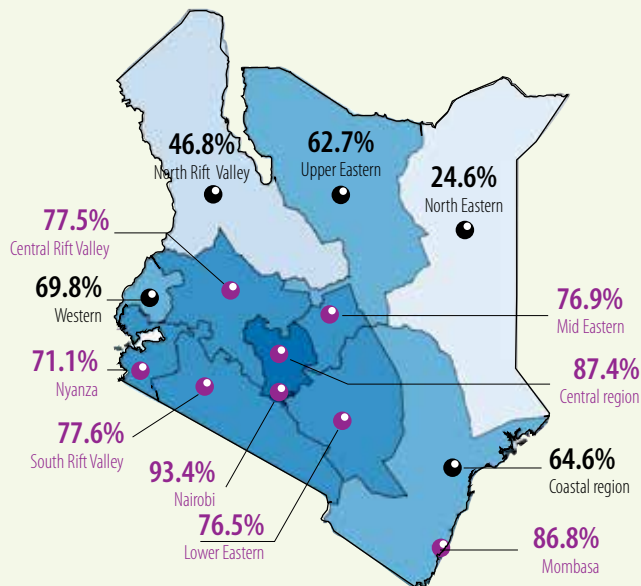 46.8%
North Rift Valley
62.7%
Upper Eastern
24.6%
North Eastern
77.5%
Central Rift Valley
69.8%
Western
76.9%
Mid Eastern
71.1%
Nyanza
87.4%
Central region
77.6%
South Rift Valley
93.4%
Nairobi
64.6%
Coastal region
76.5%
Lower Eastern
86.8%
Mombasa